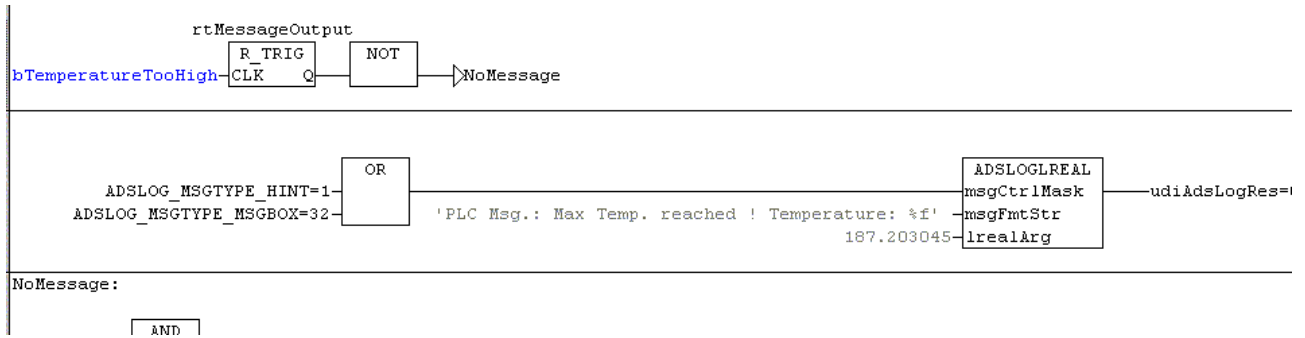 rtMessageOutput
R_TRIG NOT
bTemperatureTooHigh CLK Q NoMessage
OR ADSLOGLREAL
ADSLOG_MSGTYPE_HINT=1 msgCtrlMask udiAdsLogRes=
ADSLOG_MSGTYPE_MSGBOX=32 'PLC Msg.: Max Temp. reached ! Temperature: %f' msgFmtStr
187.203045 lrealArg
NoMessage:
AND